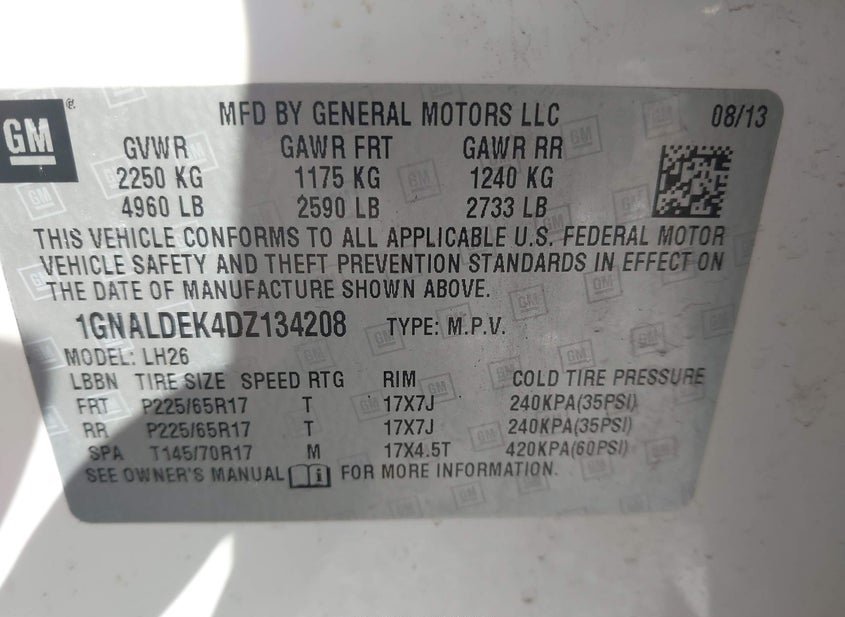 GM ®
MFD BY GENERAL MOTORS LLC 08/13
GVWR GAWR FRT GAWR RR
2250 KG 1175 KG 1240 KG
4960 LB 2590 LB 2733 LB
THIS VEHICLE CONFORMS TO ALL APPLICABLE U.S. FEDERAL MOTOR
VEHICLE SAFETY AND THEFT PREVENTION STANDARDS IN EFFECT ON
THE DATE OF MANUFACTURE SHOWN ABOVE.
1GNALDEK4DZ134208 TYPE: M.P.V.
MODEL: LH26
LBBN TIRE SIZE SPEED RTG RIM COLD TIRE PRESSURE
FRT P225/65R17 T 17X7J 240KPA(35PSI)
RR P225/65R17 T 17X7J 240KPA(35PSI)
SPA T145/70R17 M 17X4.5T 420KPA(60PSI)
SEE OWNER'S MANUAL i FOR MORE INFORMATION.